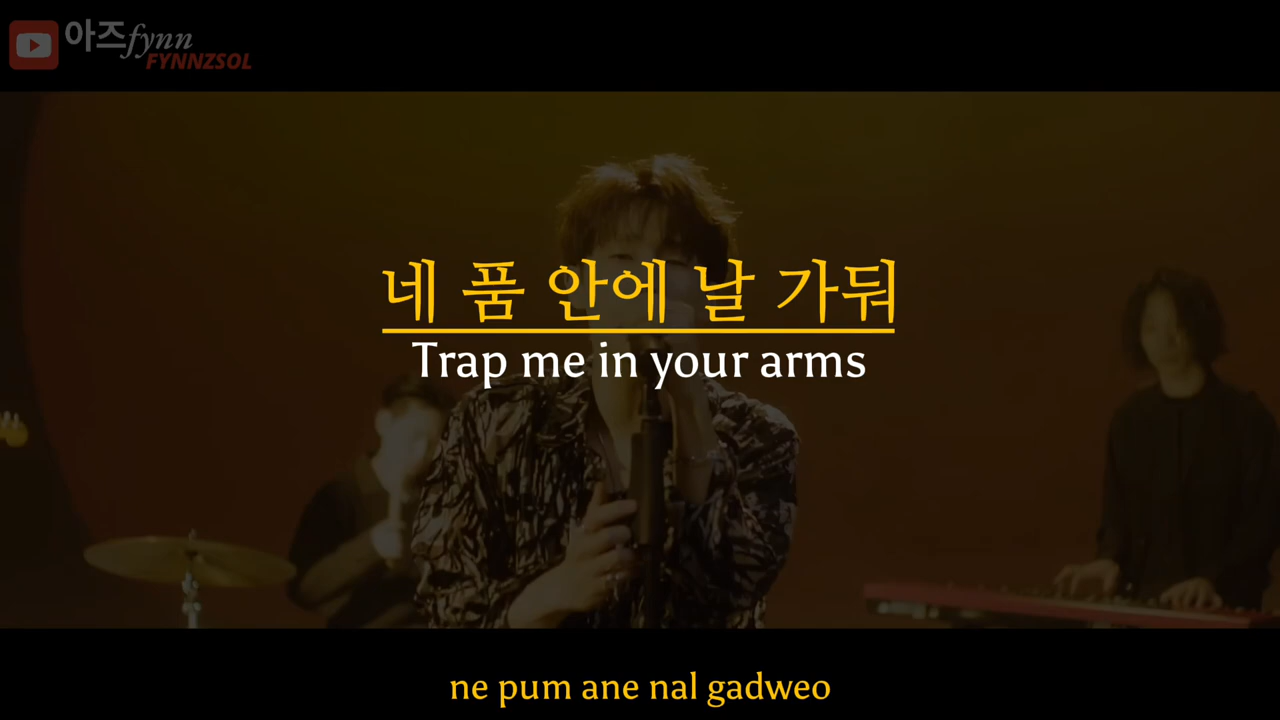 아즈fynn
FYNNZSOL
네 품 안에 날 가둬
Trap me in your arms
ne pum ane nal gadweo